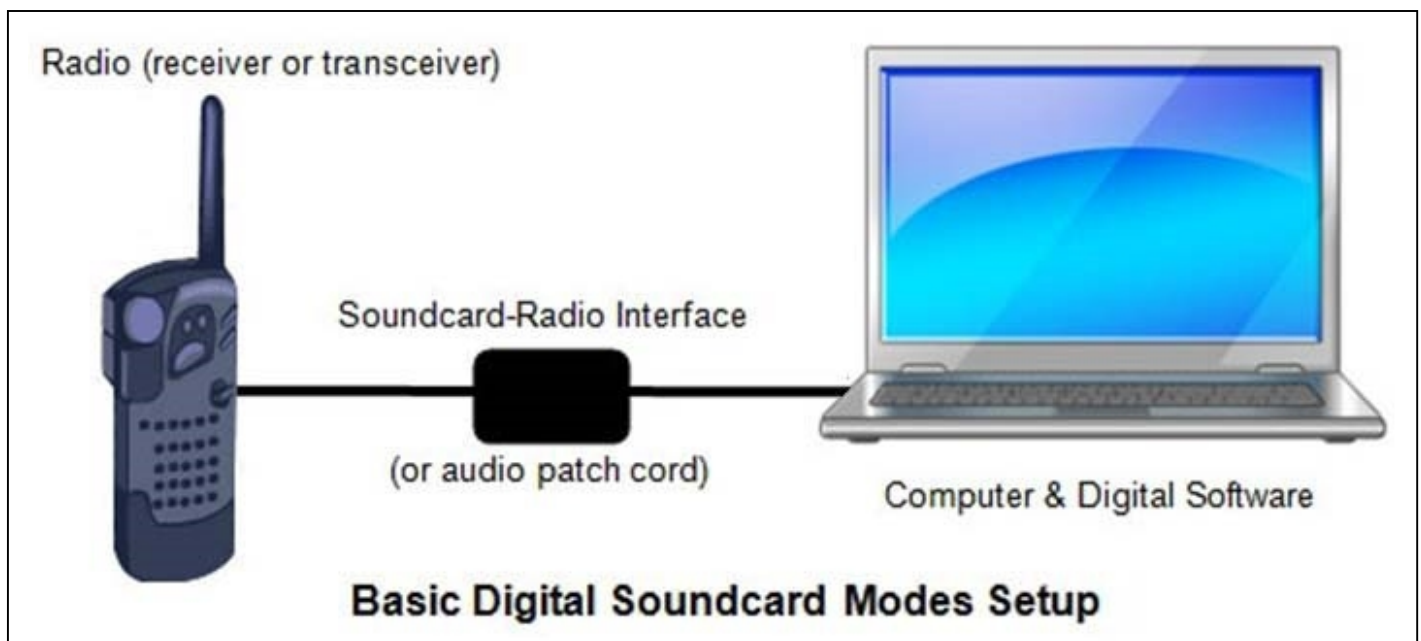 Radio (receiver or transceiver)
Soundcard-Radio Interface
(or audio patch cord)
Computer & Digital Software
Basic Digital Soundcard Modes Setup